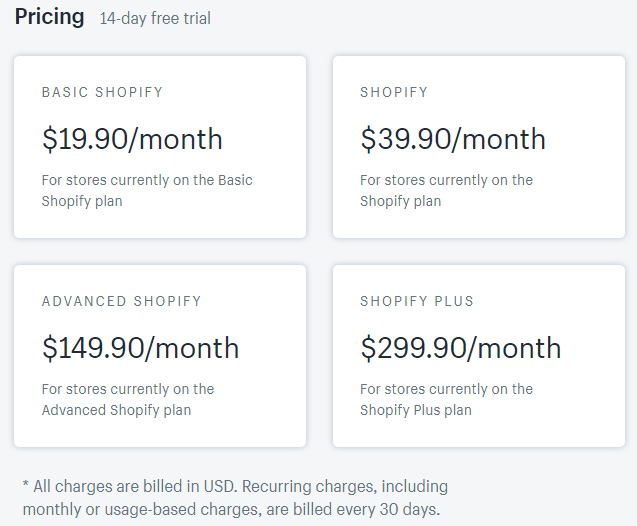 Pricing 14-day free trial
BASIC SHOPIFY
$19.90/month
For stores currently on the Basic
Shopify plan
SHOPIFY
$39.90/month
For stores currently on the
Shopify plan
ADVANCED SHOPIFY
$149.90/month
For stores currently on the
Advanced Shopify plan
SHOPIFY PLUS
$299.90/month
For stores currently on the
Shopify Plus plan
* All charges are billed in USD. Recurring charges, including
monthly or usage-based charges, are billed every 30 days.